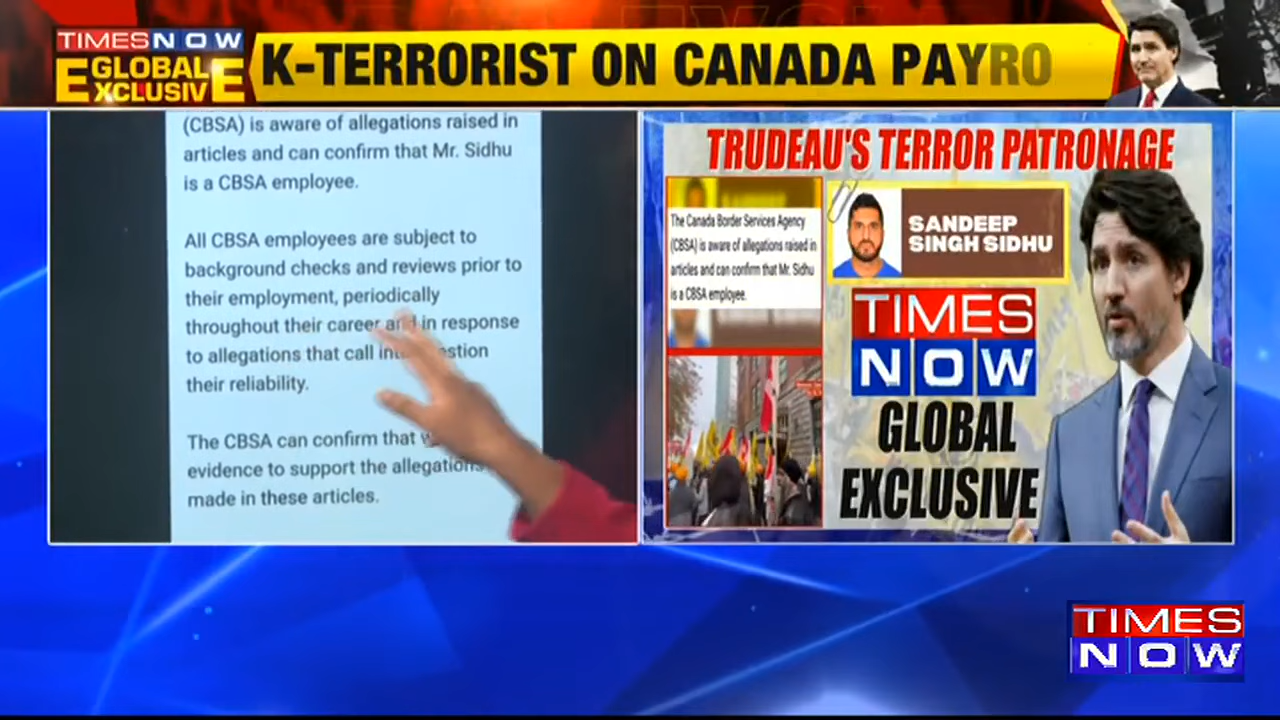 TIMES NOW
GLOBAL
EXCLUSIVE
K-TERRORIST ON CANADA PAYRO
(CBSA) is aware of allegations raised in
articles and can confirm that Mr. Sidhu
is a CBSA employee.
All CBSA employees are subject to
background checks and reviews prior to
their employment, periodically
throughout their career and in response
to allegations that call
their reliability.
The CBSA can confirm that
evidence to support the allegations
made in these articles.
TRUDEAU'S TERROR PATRONAGE
The Canada Border Services Agency
(CBSA) is aware of allegations raised in
articles and can confirm that Mr. Sidhu
is a CBSA employee.
SANDEEP
SINGH SIDHU
TIMES
NOW
GLOBAL
EXCLUSIVE
TIMES
NOW